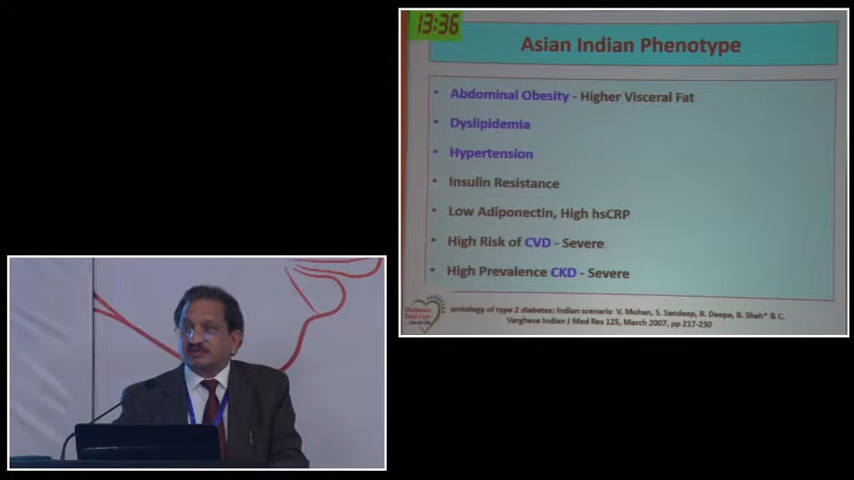 13:36
Asian Indian Phenotype
• Abdominal Obesity - Higher Visceral Fat
• Dyslipidemia
• Hypertension
• Insulin Resistance
• Low Adiponectin, High hsCRP
• High Risk of CVD - Severe
• High Prevalence CKD - Severe
emiology of type 2 diabetes: Indian scenario V. Mohan, S. Sandeep, R. Deepa, B. Shah* & C.
Varghese Indian J Med Res 125, March 2007, pp 217-230